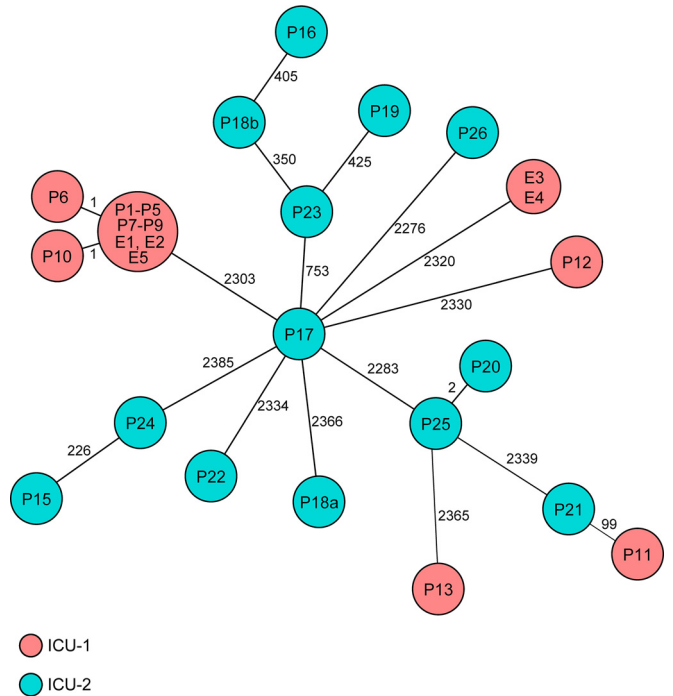 P16
405
P18b
P19
P26
350
425
E3
E4
P6
1
P1-P5
P7-P9
E1, E2
E5
P23
2276
P10
1
2320
P12
2303
753
2330
P17
2385
2283
P20
2
2334
2366
P24
P25
226
2339
P22
P15
P18a
P21
2365
99
P11
P13
ICU-1
ICU-2